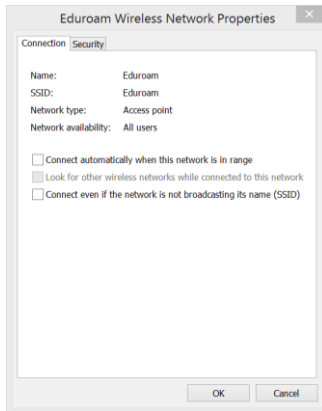 Eduroam Wireless Network Properties
Connection Security
Name: Eduroam
SSID: Eduroam
Network type: Access point
Network availability: All users
Connect automatically when this network is in range
Look for other wireless networks while connected to this network
Connect even if the network is not broadcasting its name (SSID)
OK Cancel